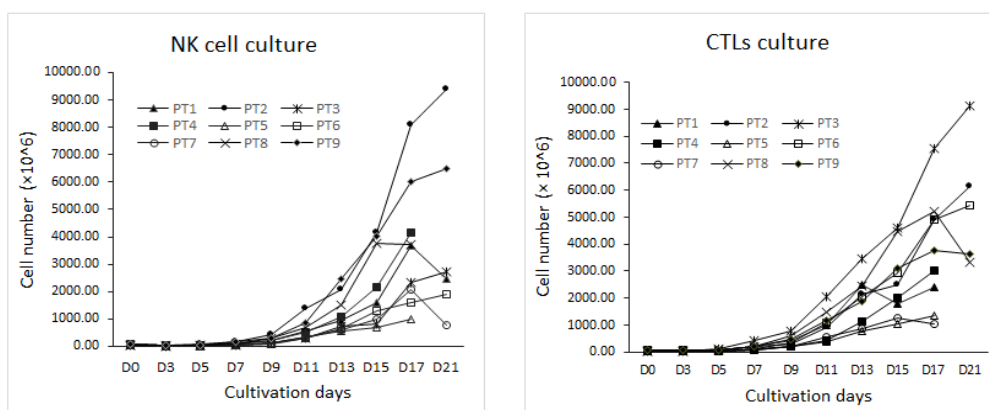 NK cell culture
10000.00
9000.00
8000.00
7000.00
6000.00
5000.00
4000.00
3000.00
2000.00
1000.00
0.00
Cell number (×10^6)
PT1 PT2 PT3
PT4 PT5 PT6
PT7 PT8 PT9
D0 D3 D5 D7 D9 D11 D13 D15 D17 D21
Cultivation days
CTLs culture
10000.00
9000.00
8000.00
7000.00
6000.00
5000.00
4000.00
3000.00
2000.00
1000.00
0.00
Cell number (× 10^6)
PT1 PT2 PT3
PT4 PT5 PT6
PT7 PT8 PT9
D0 D3 D5 D7 D9 D11 D13 D15 D17 D21
Cultivation days